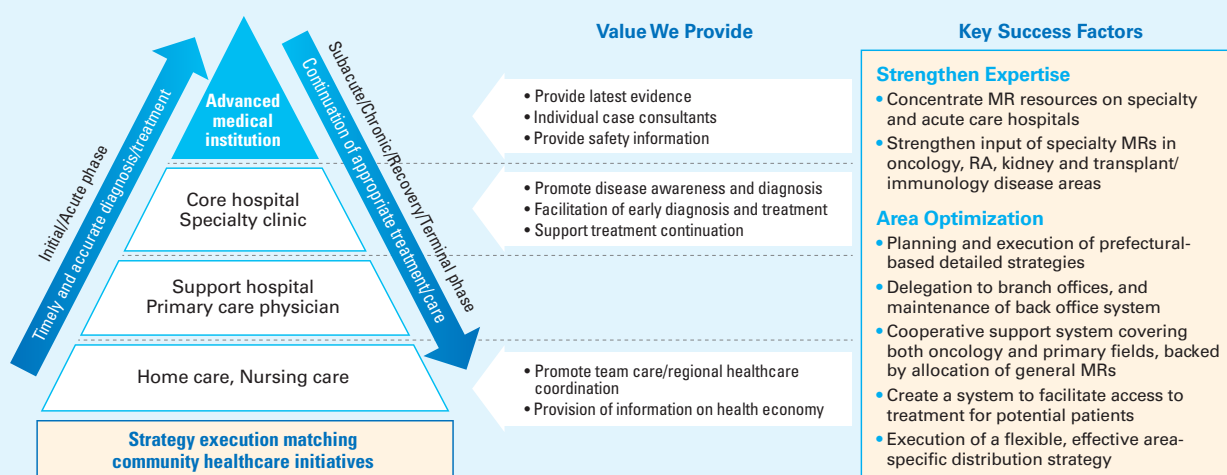 Value We Provide
Key Success Factors
Initial/Acute phase
Timely and accurate diagnosis/treatment
Subacute/Chronic/Recovery/Terminal phase
Continuation of appropriate treatment/care
Advanced
medical
institution
Core hospital
Specialty clinic
Support hospital
Primary care physician
Home care, Nursing care
Strategy execution matching
community healthcare initiatives
• Provide latest evidence
• Individual case consultants
• Provide safety information
• Promote disease awareness and diagnosis
• Facilitation of early diagnosis and treatment
• Support treatment continuation
• Promote team care/regional healthcare
coordination
• Provision of information on health economy
Strengthen Expertise
• Concentrate MR resources on specialty
and acute care hospitals
• Strengthen input of specialty MRs in
oncology, RA, kidney and transplant/
immunology disease areas
Area Optimization
• Planning and execution of prefectural-
based detailed strategies
• Delegation to branch offices, and
maintenance of back office system
• Cooperative support system covering
both oncology and primary fields, backed
by allocation of general MRs
• Create a system to facilitate access to
treatment for potential patients
• Execution of a flexible, effective area-
specific distribution strategy